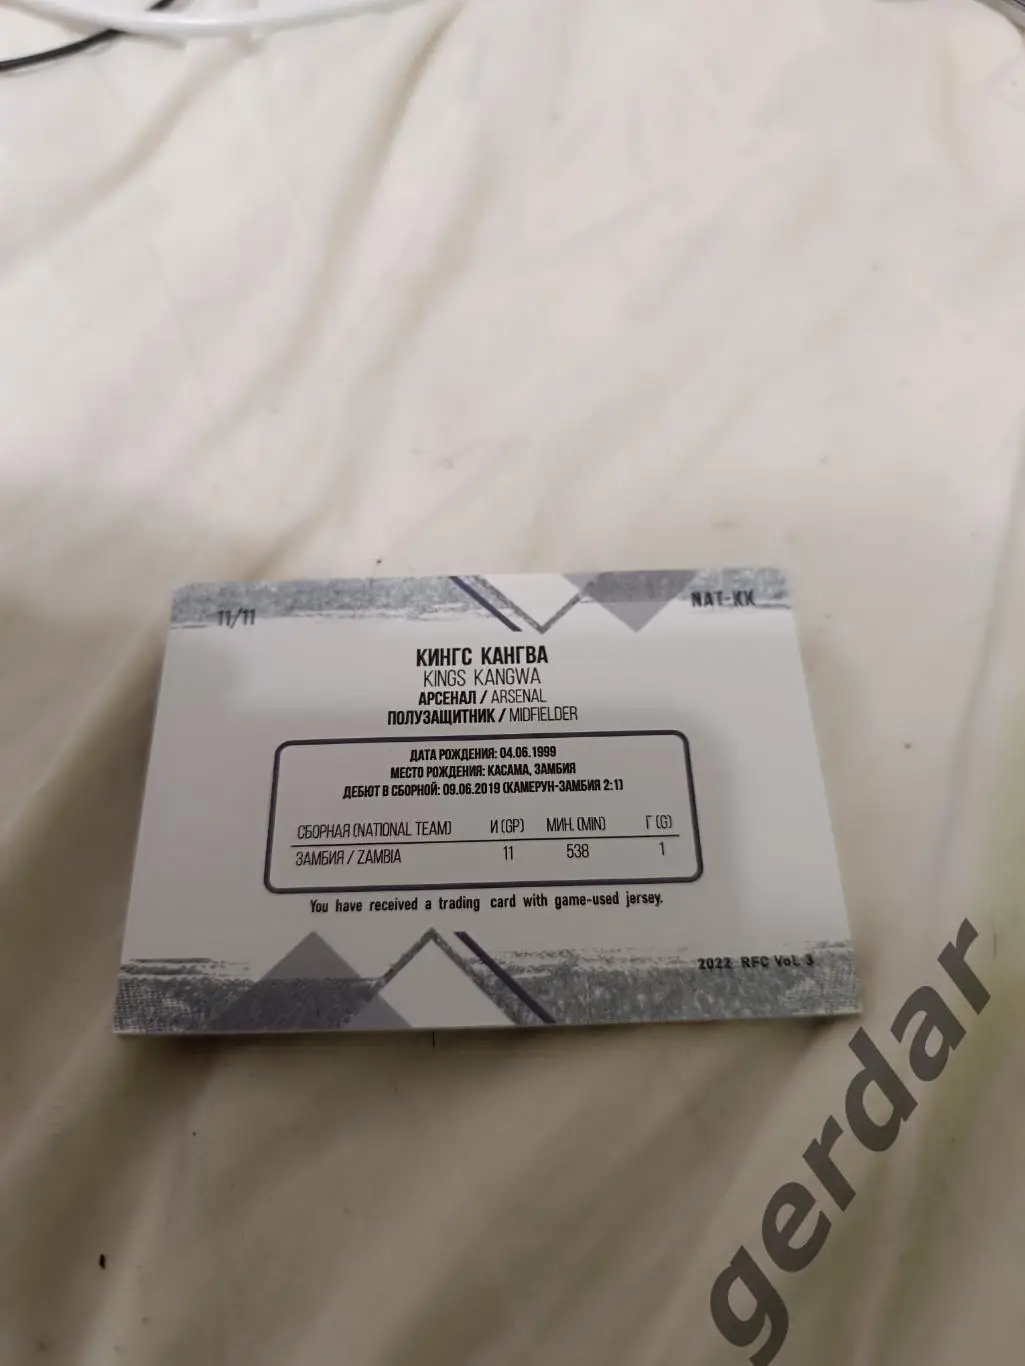 11/11
NAT-KK
КИНГС КАНГВА
KINGS KANGWA
АРСЕНАЛ / ARSENAL
ПОЛУЗАЩИТНИК / MIDFIELDER
ДАТА РОЖДЕНИЯ: 04.06.1999
МЕСТО РОЖДЕНИЯ: КАСАМА, ЗАМБИЯ
ДЕБЮТ В СБОРНОЙ: 09.06.2019 (КАМЕРУН-ЗАМБИЯ 2:1)
СБОРНАЯ (NATIONAL TEAM) И (GP) МИН. (MIN) Г (G)
ЗАМБИЯ / ZAMBIA 11 538 1
You have received a trading card with game-used jersey.
2022 RFC VoL 3
gerdar